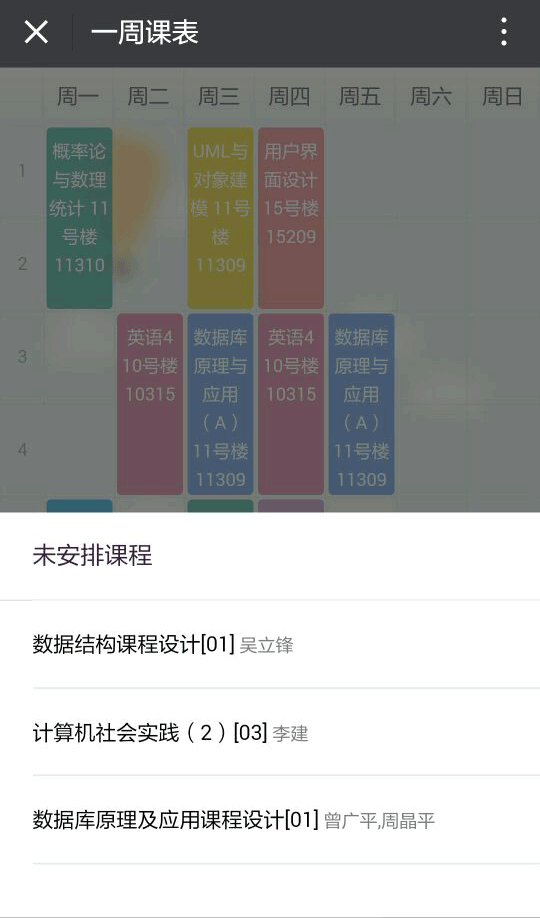 一周课表
周一 周二 周三 周四 周五 周六 周日
1
2
3
4
概率论
与数理
统计 11
号楼
11310
UML与
对象建
模 11号
楼
11309
用户界
面设计
15号楼
15209
英语4
10号楼
10315
数据库
原理与
应用
（A）
11号楼
11309
英语4
10号楼
10315
数据库
原理与
应用
（A）
11号楼
11309
未安排课程
数据结构课程设计[01] 吴立锋
计算机社会实践（2）[03] 李建
数据库原理及应用课程设计[01] 曾广平,周晶平